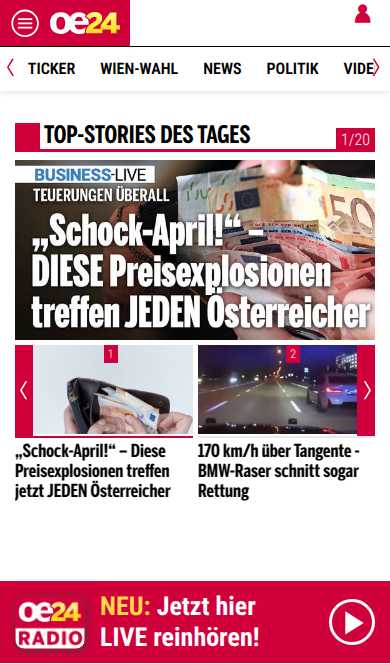 oe24
TICKER WIEN-WAHL NEWS POLITIK VIDE
TOP-STORIES DES TAGES
1/20
BUSINESS-LIVE
TEUERUNGEN ÜBERALL
„Schock-April!“ –
DIESE Preisexplosionen
treffen JEDEN Österreicher
50
1
2
„Schock-April!“ – Diese
Preisexplosionen treffen
jetzt JEDEN Österreicher
170 km/h über Tangente -
BMW-Raser schnitt sogar
Rettung
oe24
RADIO
NEU: Jetzt hier
LIVE reinhören!